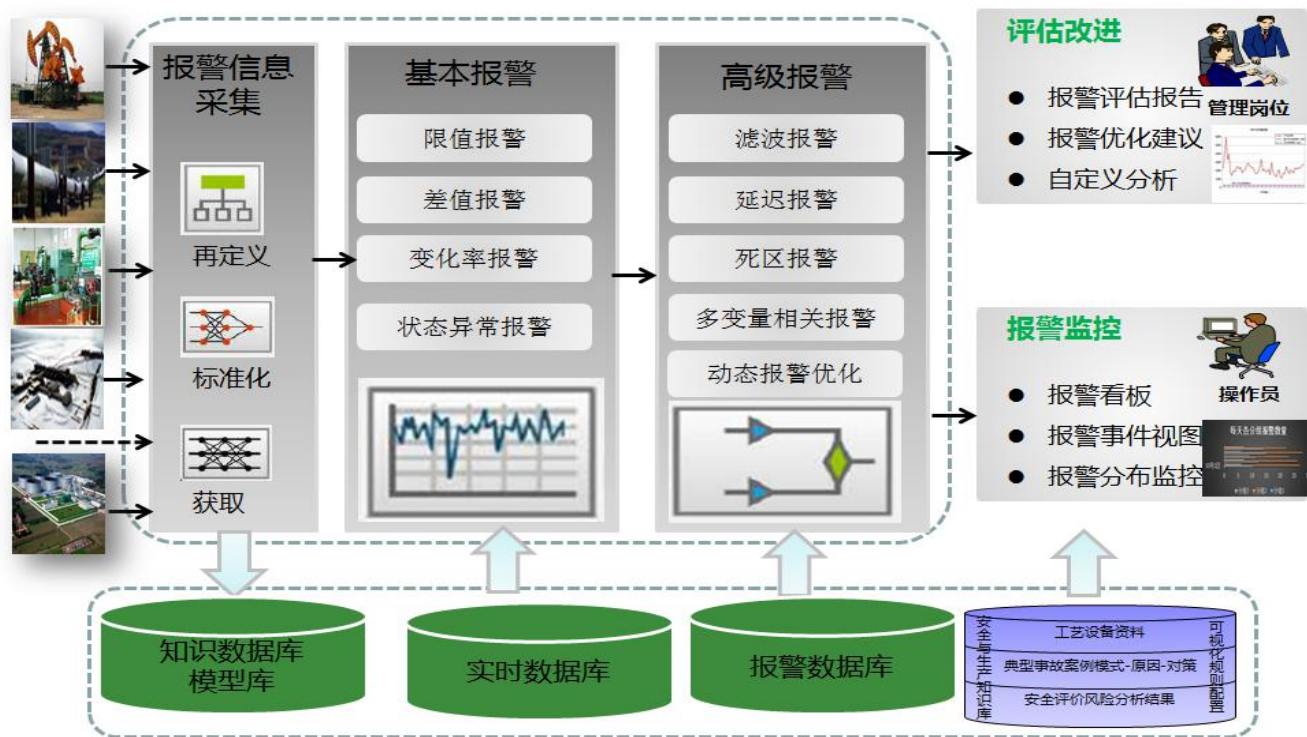 报警信息
采集
再定义
标准化
获取
基本报警
限值报警
差值报警
变化率报警
状态异常报警
高级报警
滤波报警
延迟报警
死区报警
多变量相关报警
动态报警优化
评估改进
管理岗位
● 报警评估报告
● 报警优化建议
● 自定义分析
报警监控
操作员
● 报警看板
● 报警事件视图
● 报警分布监控
每天各分组报警数量
知识数据库
模型库
实时数据库
报警数据库
安全与生产知识库
工艺设备资料
典型事故案例模式-原因-对策
安全评价风险分析结果
可视化规则配置